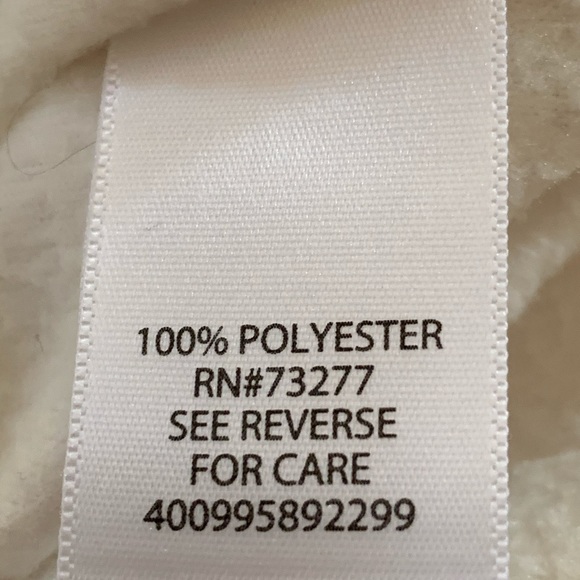 100% POLYESTER
RN#73277
SEE REVERSE
FOR CARE
400995892299